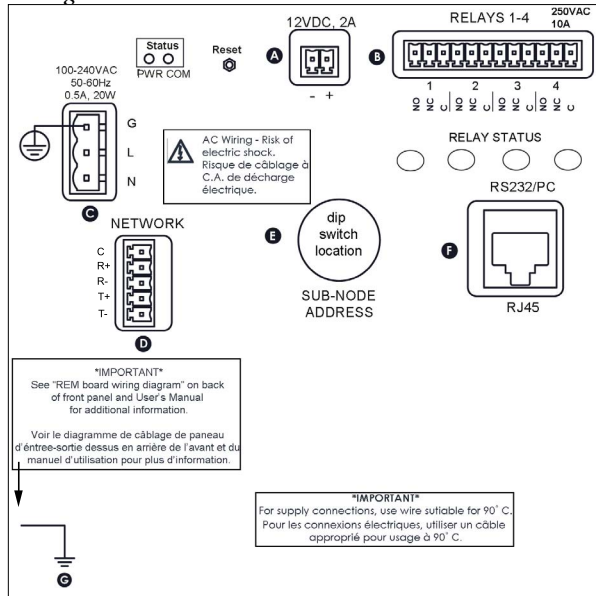 12VDC, 2A
RELAYS 1-4
250VAC
10A
Status
PWR COM
Reset
A
B
- +
1 2 3 4
NO NC C NO NC C NO NC C NO NC C
100-240VAC
50-60Hz
0.5A, 20W
G
L
N
C
AC Wiring - Risk of
electric shock.
Risque de câblage à
C.A. de décharge
électrique.
RELAY STATUS
RS232/PC
F
RJ45
E
dip
switch
location
SUB-NODE
ADDRESS
NETWORK
C
R+
R-
T+
T-
D
*IMPORTANT*
See "REM board wiring diagram" on back
of front panel and User's Manual
for additional information.
Voir le diagramme de câblage de paneau
d'éntree-sortie dessus en arriére de l'avant et du
manuel d'utilisation pour plus d'information.
G
*IMPORTANT*
For supply connections, use wire sutiable for 90° C.
Pour les connexions électriques, utiliser un câble
approprié pour usage à 90° C.